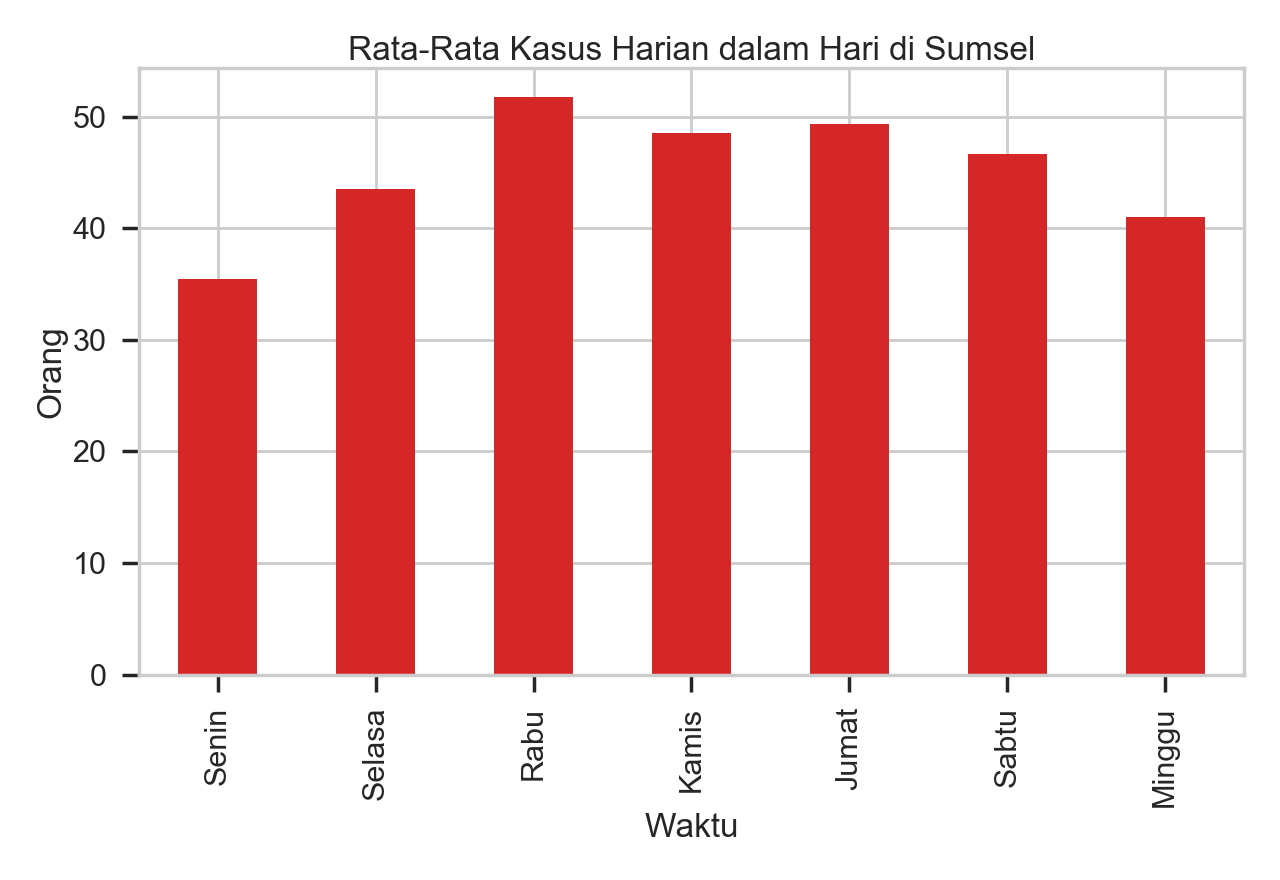 Rata-Rata Kasus Harian dalam Hari di Sumsel
50
40
30
20
10
0
Orang
Senin
Selasa
Rabu
Kamis
Jumat
Sabtu
Minggu
Waktu